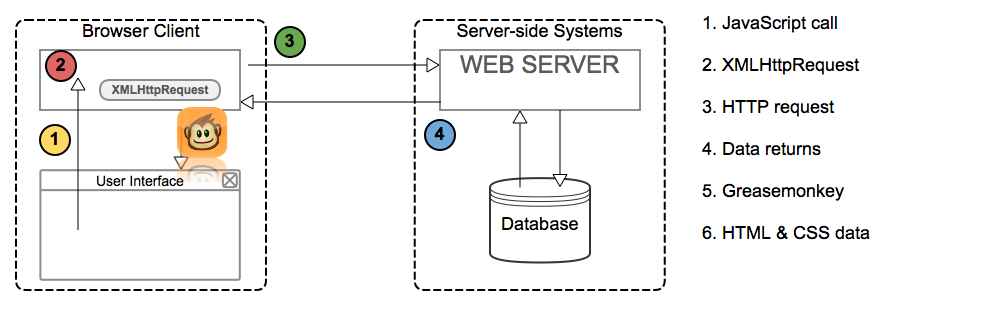 Browser Client
Server-side Systems
1. JavaScript call
2
3
WEB SERVER
2. XMLHttpRequest
XMLHttpRequest
3. HTTP request
1
4
4. Data returns
User Interface
5. Greasemonkey
Database
6. HTML & CSS data